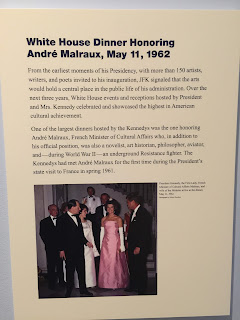 White House Dinner Honoring
André Malraux, May 11, 1962
From the earliest moments of his Presidency, with more than 150 artists,
writers, and poets invited to his inauguration, JFK signaled that the arts
would hold a central place in the public life of his administration. Over the
next three years, White House events and receptions hosted by President
and Mrs. Kennedy celebrated and showcased the highest in American
cultural achievement.
One of the largest dinners hosted by the Kennedys was the one honoring
André Malraux, French Minister of Cultural Affairs who, in addition to
his official position, was also a novelist, art historian, philosopher, aviator,
and—during World War II—an underground Resistance fighter. The
Kennedys had met André Malraux for the first time during the President's
state visit to France in spring 1961.